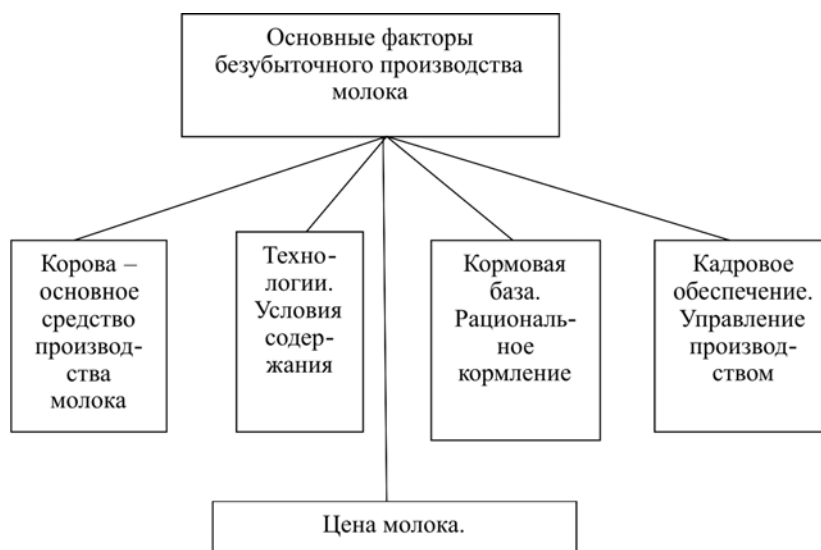 Основные факторы
безубыточного производства
молока
Корова –
основное
средство
производ-
ства
молока
Техно-
логии.
Условия
содер-
жания
Кормовая
база.
Рациональ-
ное
кормление
Кадровое
обеспечение.
Управление
производ-
ством
Цена молока.